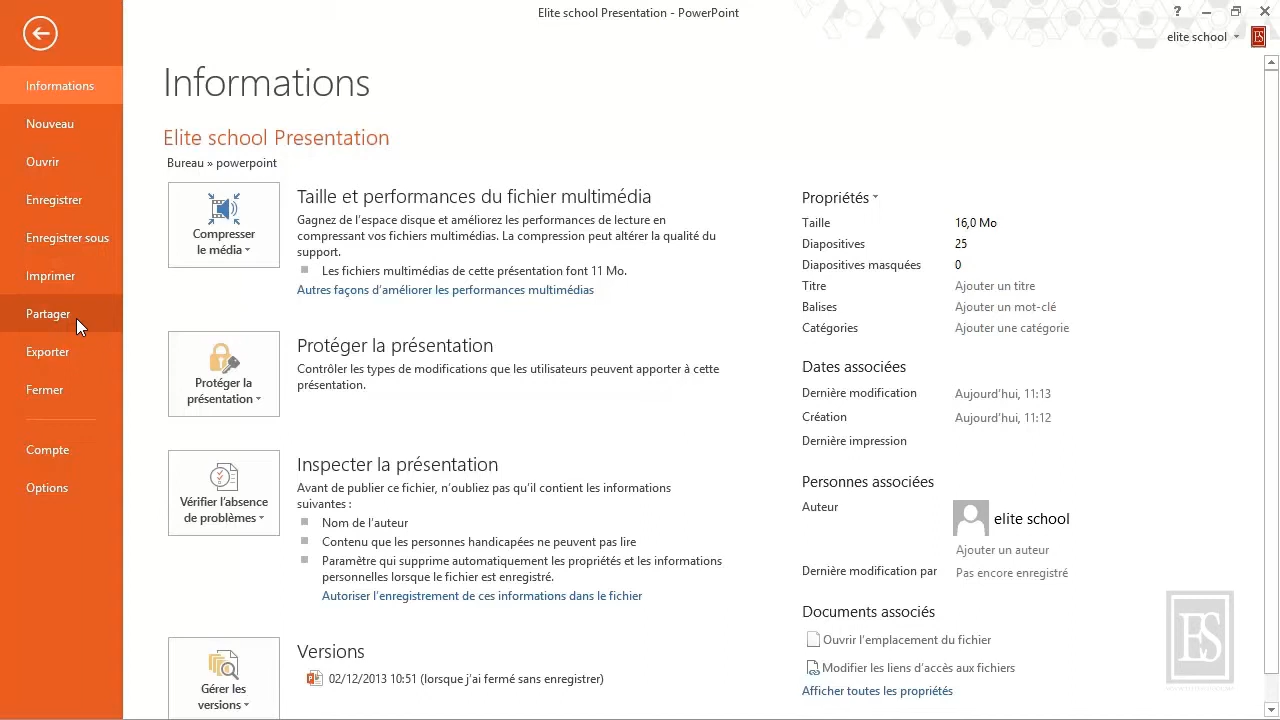 Elite school Presentation - PowerPoint
elite school
Informations
Nouveau
Ouvrir
Enregistrer
Enregistrer sous
Imprimer
Partager
Exporter
Fermer
Compte
Options
Informations
Elite school Presentation
Bureau » powerpoint
Compresser
le média
Taille et performances du fichier multimédia
Gagnez de l'espace disque et améliorez les performances de lecture en
compressant vos fichiers multimédias. La compression peut altérer la qualité du
support.
Les fichiers multimédias de cette présentation font 11 Mo.
Autres façons d'améliorer les performances multimédias
Protéger la
présentation
Protéger la présentation
Contrôler les types de modifications que les utilisateurs peuvent apporter à cette
présentation.
Vérifier l'absence
de problèmes
Inspecter la présentation
Avant de publier ce fichier, n'oubliez pas qu'il contient les informations
suivantes :
Nom de l'auteur
Contenu que les personnes handicapées ne peuvent pas lire
Paramètre qui supprime automatiquement les propriétés et les informations
personnelles lorsque le fichier est enregistré.
Autoriser l'enregistrement de ces informations dans le fichier
Gérer les
versions
Versions
02/12/2013 10:51 (lorsque j'ai fermé sans enregistrer)
Propriétés
Taille 16,0 Mo
Diapositives 25
Diapositives masquées 0
Titre Ajouter un titre
Balises Ajouter un mot-clé
Catégories Ajouter une catégorie
Dates associées
Dernière modification Aujourd'hui, 11:13
Création Aujourd'hui, 11:12
Dernière impression
Personnes associées
Auteur
elite school
Ajouter un auteur
Dernière modification par Pas encore enregistré
Documents associés
Ouvrir l'emplacement du fichier
Modifier les liens d'accès aux fichiers
Afficher toutes les propriétés
ES